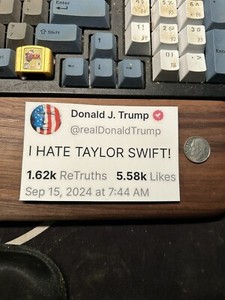 Enter
Donald J. Trump
@realDonaldTrump
I HATE TAYLOR SWIFT!
1.62k ReTruths 5.58k Likes
Sep 15, 2024 at 7:44 AM